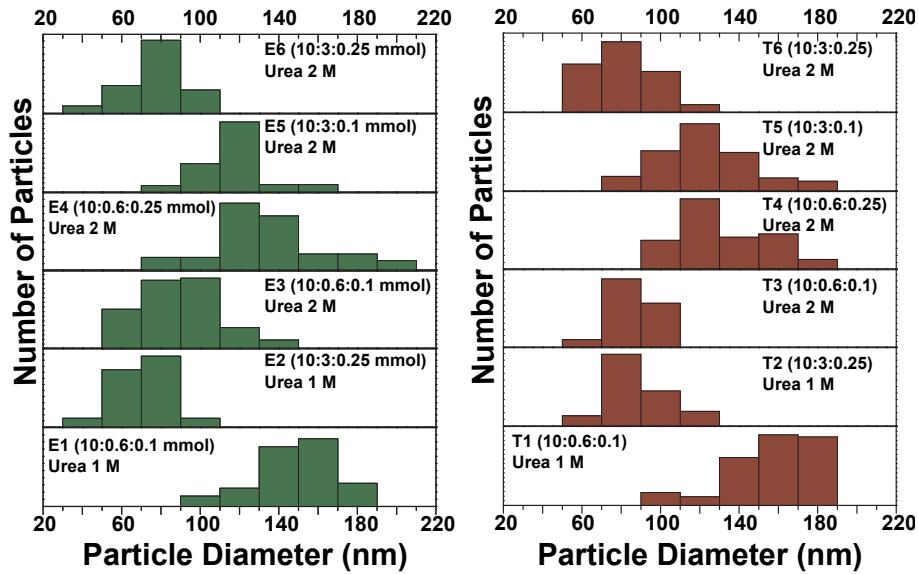 20 60 100 140 180 220
Number of Particles
E6 (10:3:0.25 mmol)
Urea 2 M
E5 (10:3:0.1 mmol)
Urea 2 M
E4 (10:0.6:0.25 mmol)
Urea 2 M
E3 (10:0.6:0.1 mmol)
Urea 2 M
E2 (10:3:0.25 mmol)
Urea 1 M
E1 (10:0.6:0.1 mmol)
Urea 1 M
20 60 100 140 180 220
Particle Diameter (nm)
20 60 100 140 180 220
Number of Particles
T6 (10:3:0.25)
Urea 2 M
T5 (10:3:0.1)
Urea 2 M
T4 (10:0.6:0.25)
Urea 2 M
T3 (10:0.6:0.1)
Urea 2 M
T2 (10:3:0.25)
Urea 1 M
T1 (10:0.6:0.1)
Urea 1 M
20 60 100 140 180 220
Particle Diameter (nm)